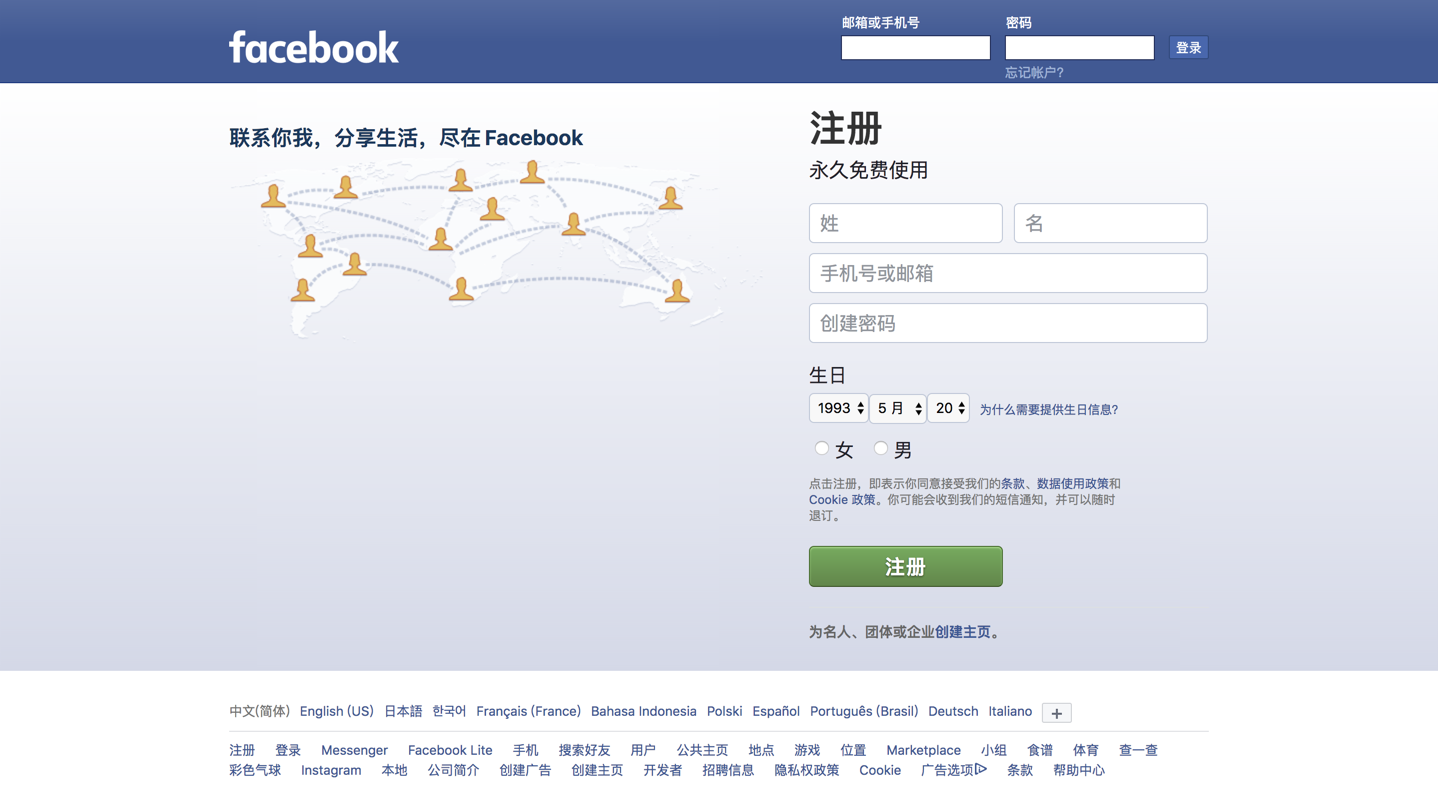 facebook
邮箱或手机号
密码
登录
忘记帐户?
联系你我，分享生活，尽在 Facebook
注册
永久免费使用
姓
名
手机号或邮箱
创建密码
生日
1993
5 月
20
为什么需要提供生日信息?
女
男
点击注册，即表示你同意接受我们的条款、数据使用政策和
Cookie 政策。你可能会收到我们的短信通知，并可以随时
退订。
注册
为名人、团体或企业创建主页。
中文(简体) English (US) 日本語 한국어 Français (France) Bahasa Indonesia Polski Español Português (Brasil) Deutsch Italiano +
注册 登录 Messenger Facebook Lite 手机 搜索好友 用户 公共主页 地点 游戏 位置 Marketplace 小组 食谱 体育 查一查
彩色气球 Instagram 本地 公司简介 创建广告 创建主页 开发者 招聘信息 隐私权政策 Cookie 广告选项 条款 帮助中心